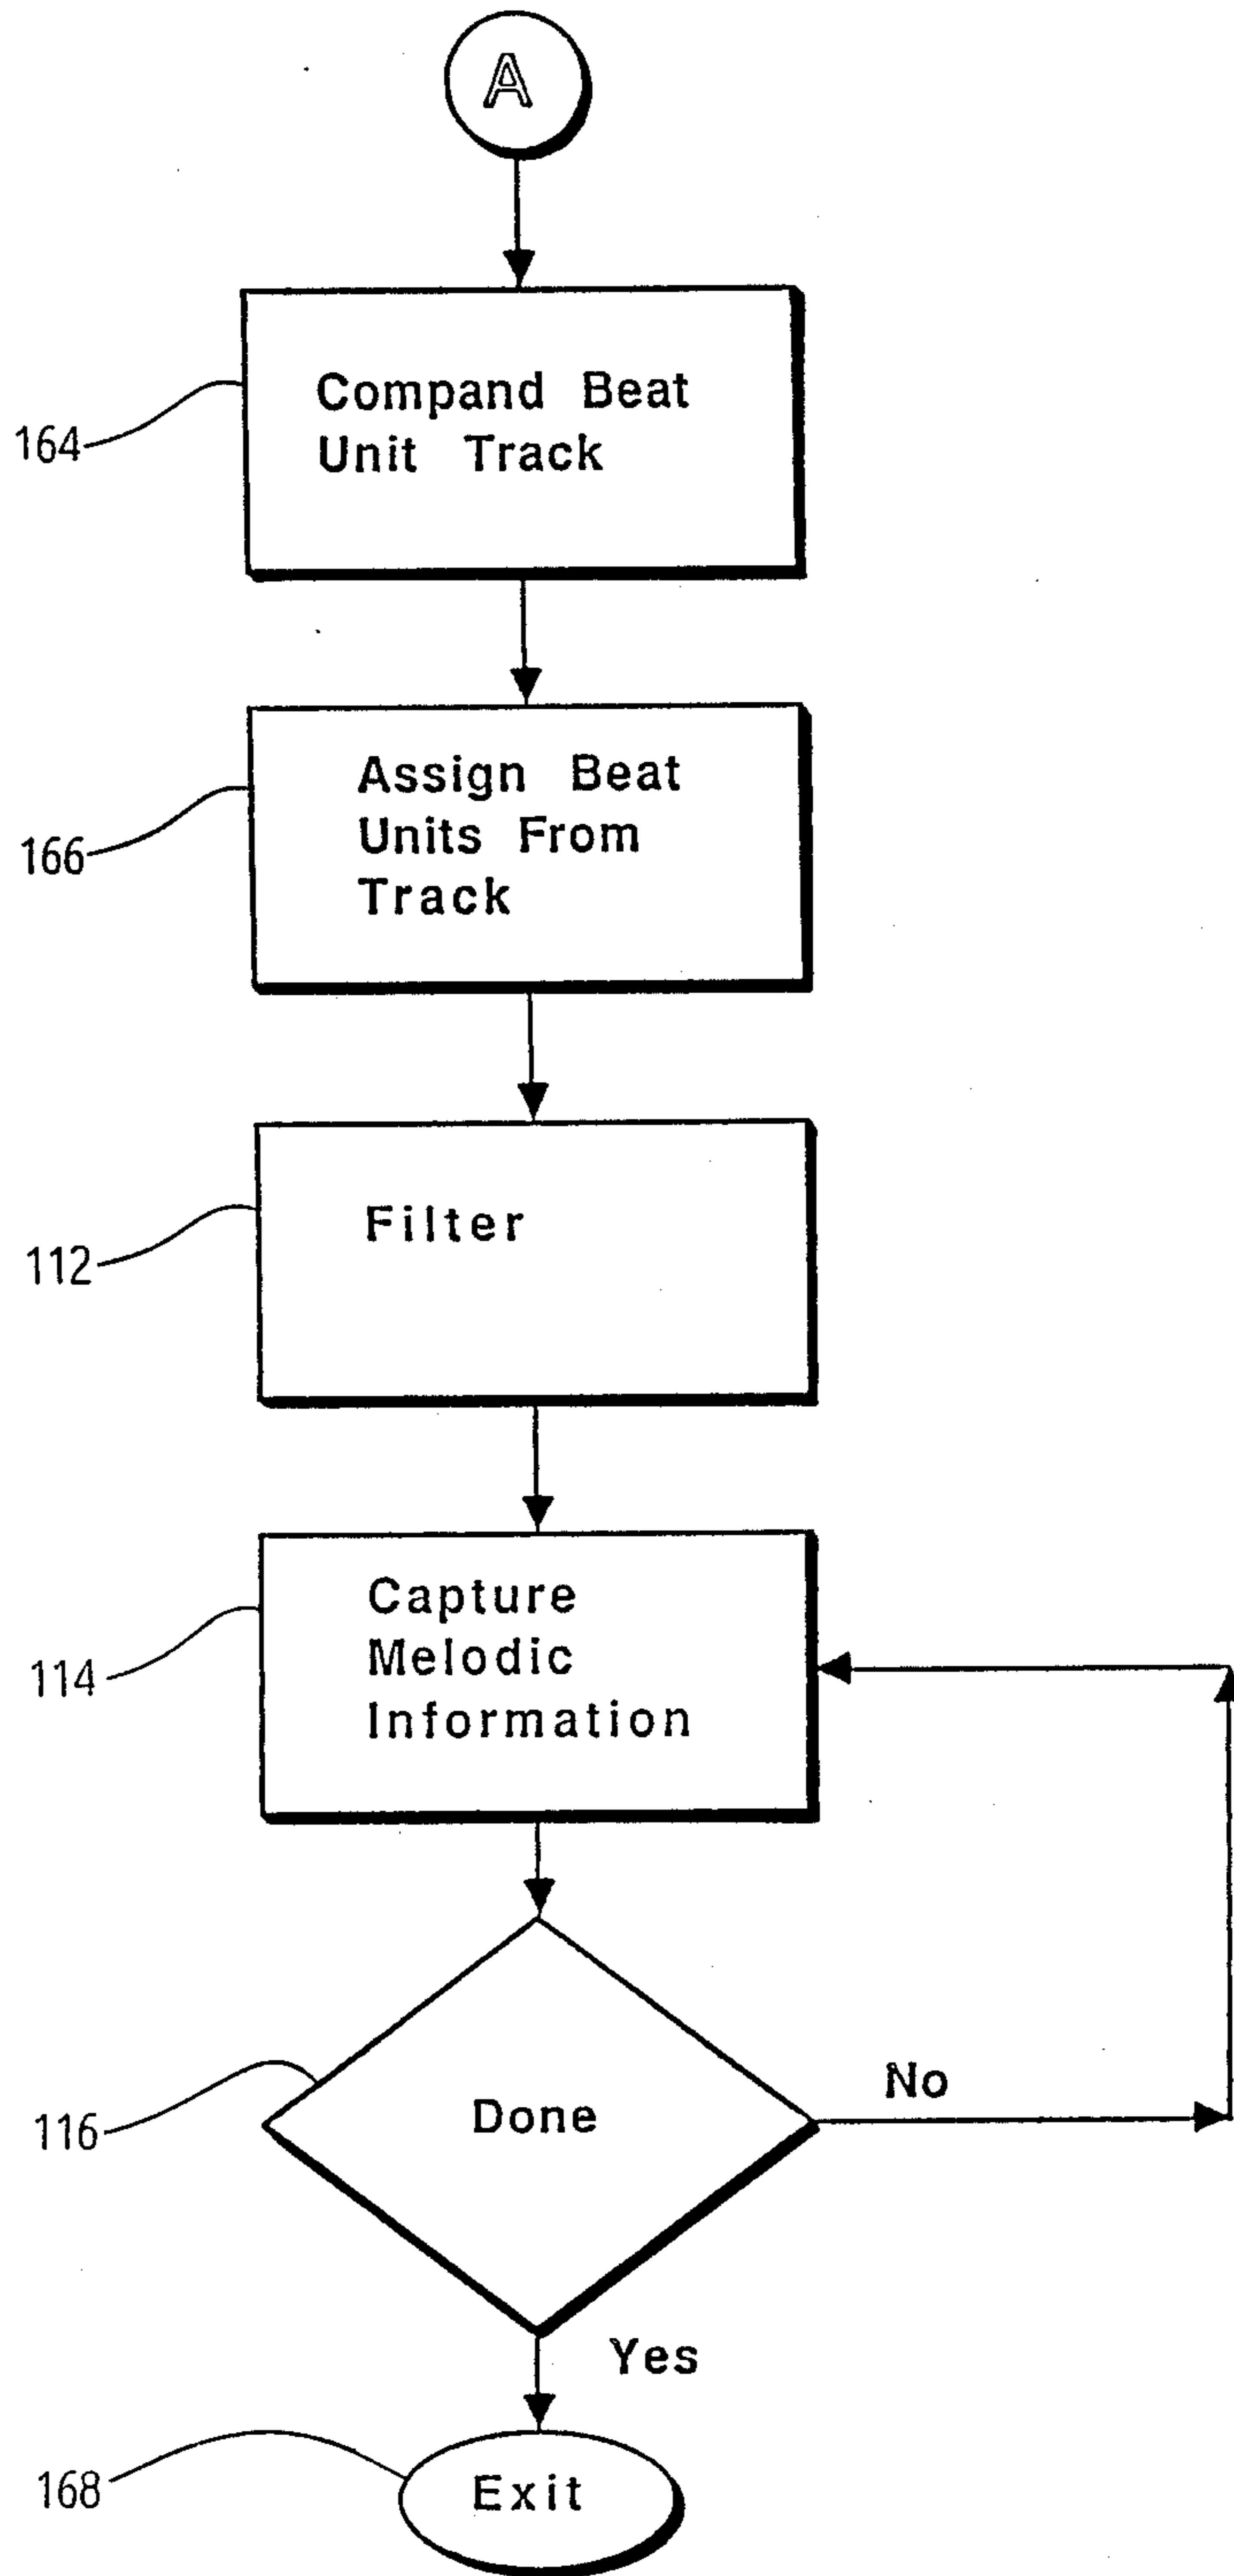 A
Compand Beat
Unit Track
164
Assign Beat
Units From
Track
166
Filter
112
Capture
Melodic
Information
114
No
Done
116
Yes
Exit
168